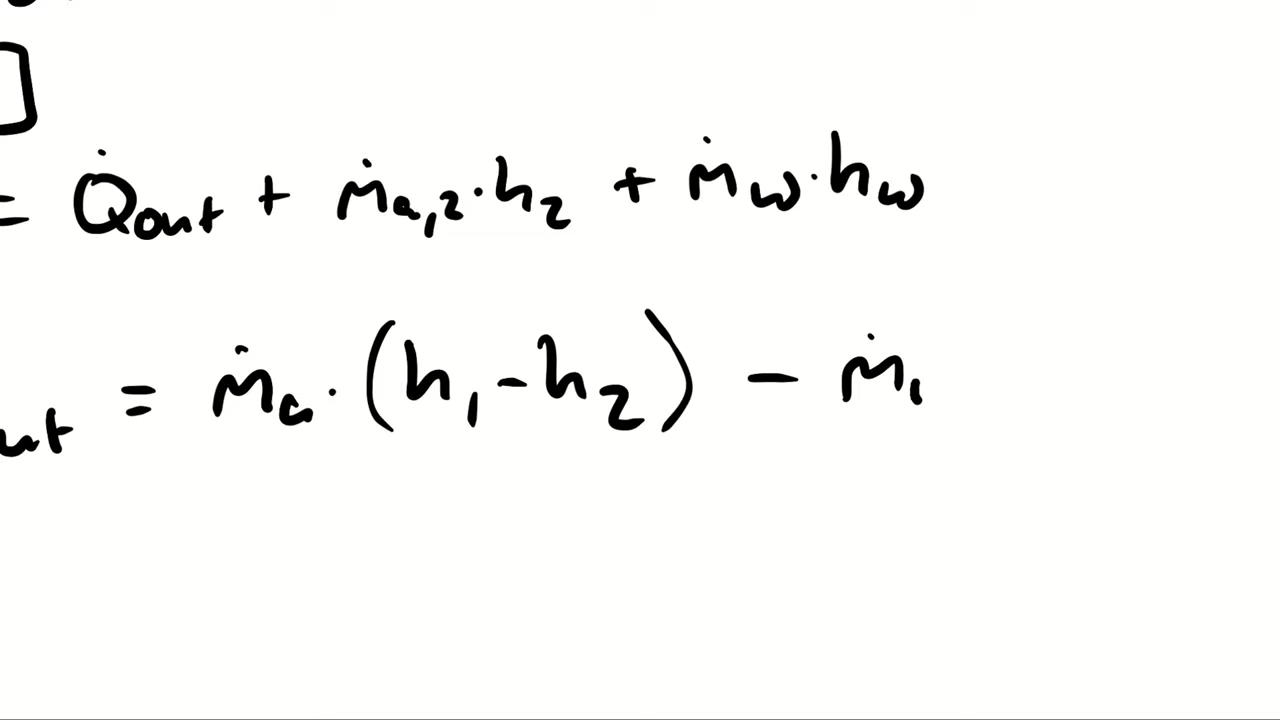 = Q̇out + ṁa,2 · h2 + ṁw · hw
ut = ṁa · (h1 - h2) - ṁ